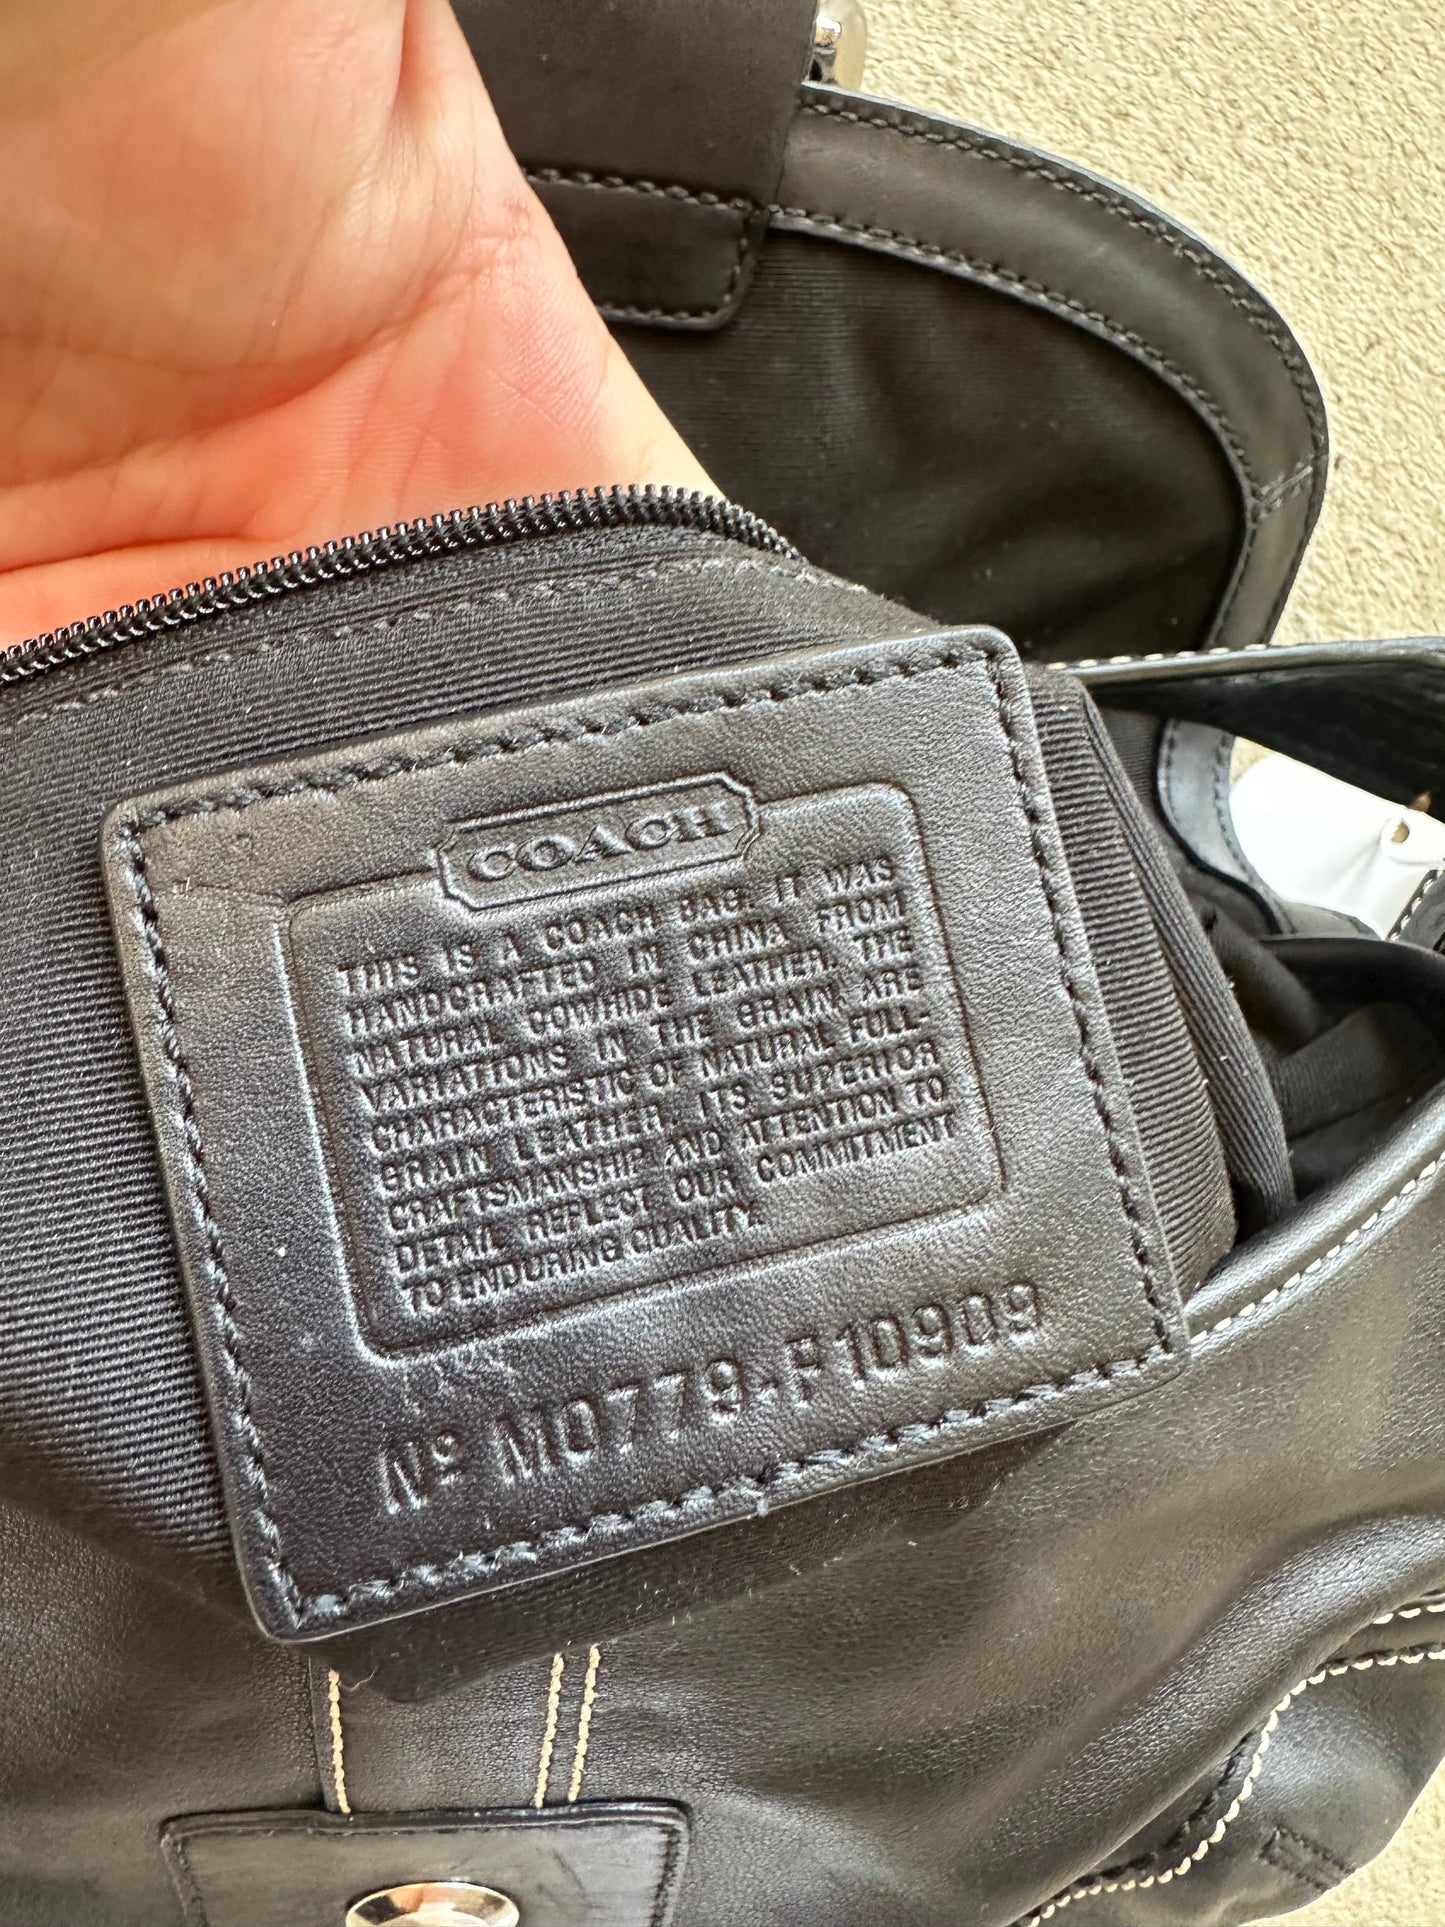 COACH
THIS IS A COACH BAG. IT WAS
HANDCRAFTED IN CHINA FROM
NATURAL COWHIDE LEATHER. THE
VARIATIONS IN THE GRAIN ARE
CHARACTERISTIC OF NATURAL FULL-
GRAIN LEATHER. ITS SUPERIOR
CRAFTSMANSHIP AND ATTENTION TO
DETAIL REFLECT OUR COMMITMENT
TO ENDURING QUALITY.
Nº M0779-F10909